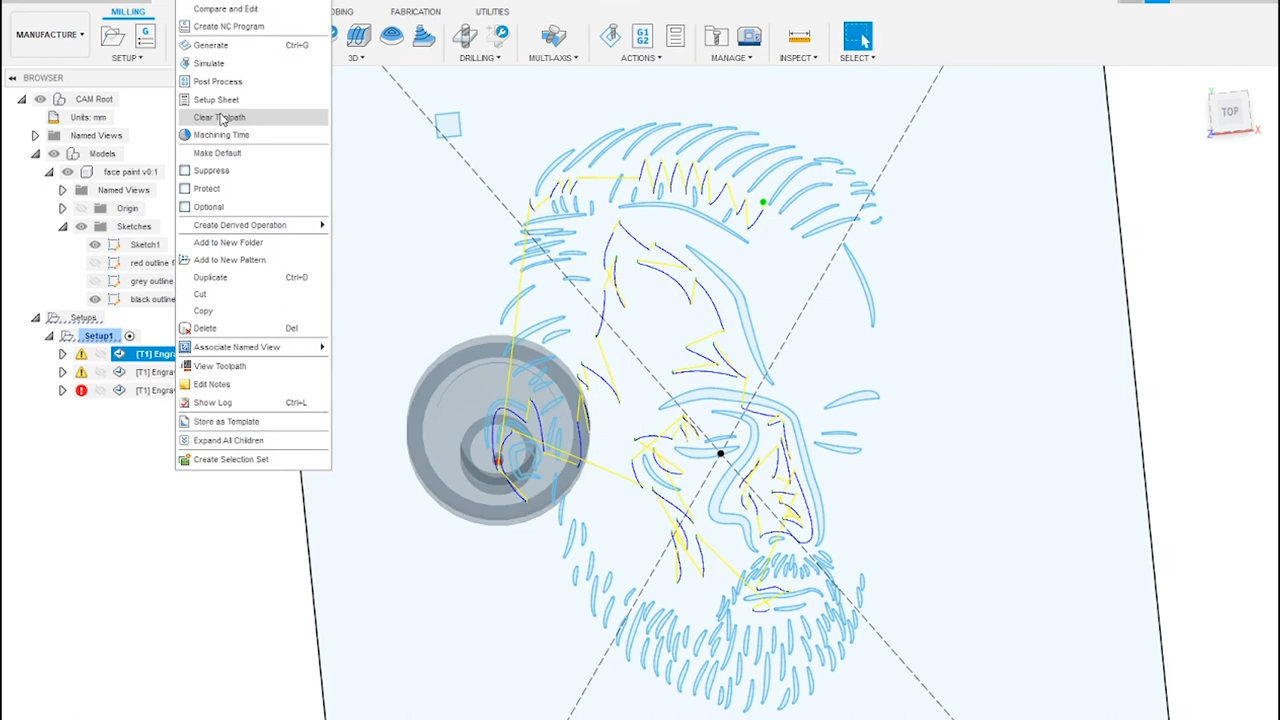 MILLING
FABRICATION
UTILITIES
MANUFACTURE
G
G1
G2
SETUP
3D
DRILLING
MULTI-AXIS
ACTIONS
MANAGE
INSPECT
SELECT
BROWSER
CAM Root
Units: mm
Named Views
Models
face paint v0:1
Named Views
Origin
Sketches
Sketch1
red outline
grey outline
black outline
Setups
Setup1
[T1] Engra
[T1] Engra
[T1] Engra
Compare and Edit
Create NC Program
Generate Ctrl+G
Simulate
Post Process
Setup Sheet
Clear Toolpath
Machining Time
Make Default
Suppress
Protect
Optional
Create Derived Operation
Add to New Folder
Add to New Pattern
Duplicate Ctrl+D
Cut
Copy
Delete Del
Associate Named View
View Toolpath
Edit Notes
Show Log Ctrl+L
Store as Template
Expand All Children
Create Selection Set
TOP
Y
Z
X